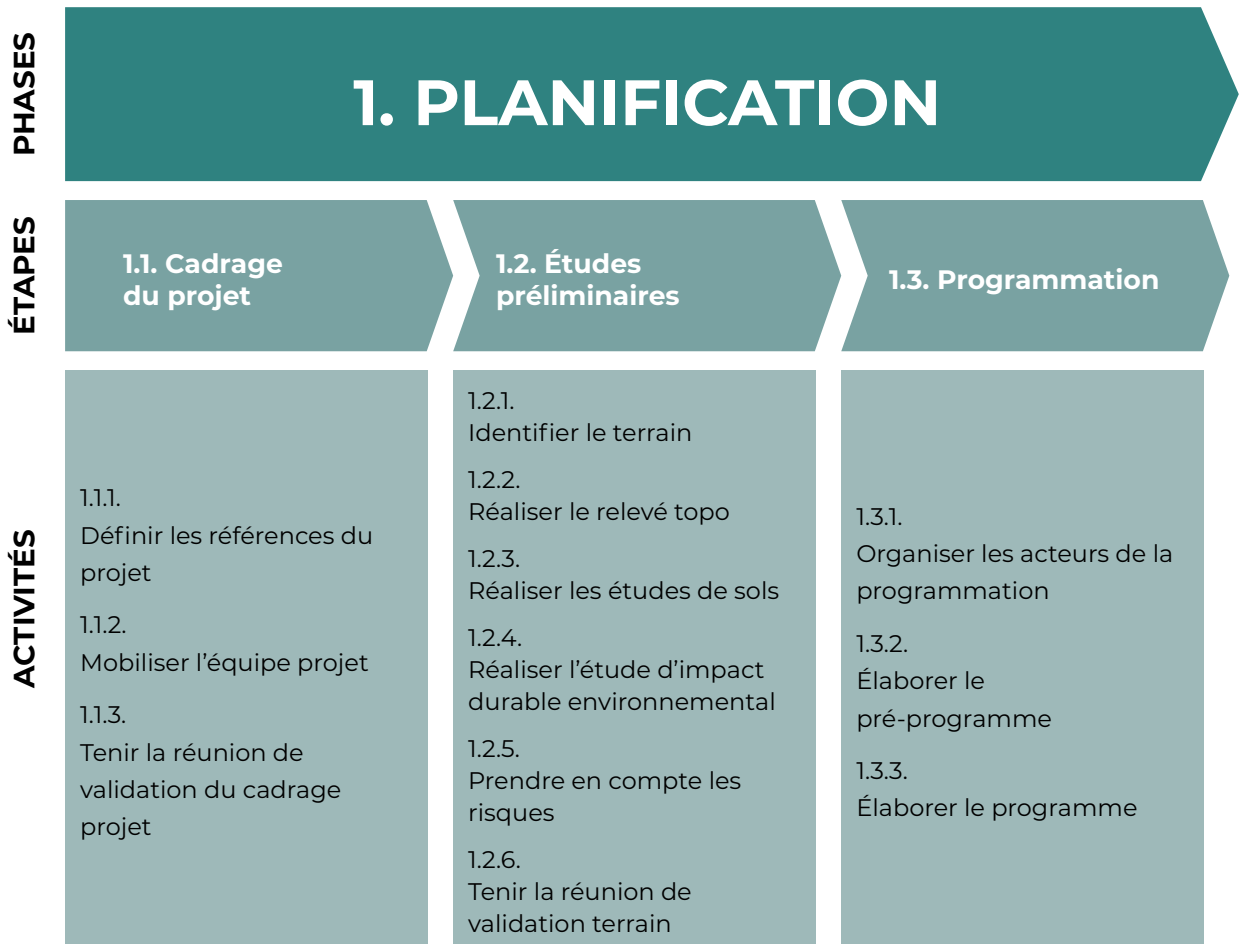 PHASES
1. PLANIFICATION
ÉTAPES
1.1. Cadrage
du projet
1.2. Études
préliminaires
1.3. Programmation
ACTIVITÉS
1.1.1.
Définir les références du
projet
1.1.2.
Mobiliser l’équipe projet
1.1.3.
Tenir la réunion de
validation du cadrage
projet
1.2.1.
Identifier le terrain
1.2.2.
Réaliser le relevé topo
1.2.3.
Réaliser les études de sols
1.2.4.
Réaliser l’étude d’impact
durable environnemental
1.2.5.
Prendre en compte les
risques
1.2.6.
Tenir la réunion de
validation terrain
1.3.1.
Organiser les acteurs de la
programmation
1.3.2.
Élaborer le
pré-programme
1.3.3.
Élaborer le programme